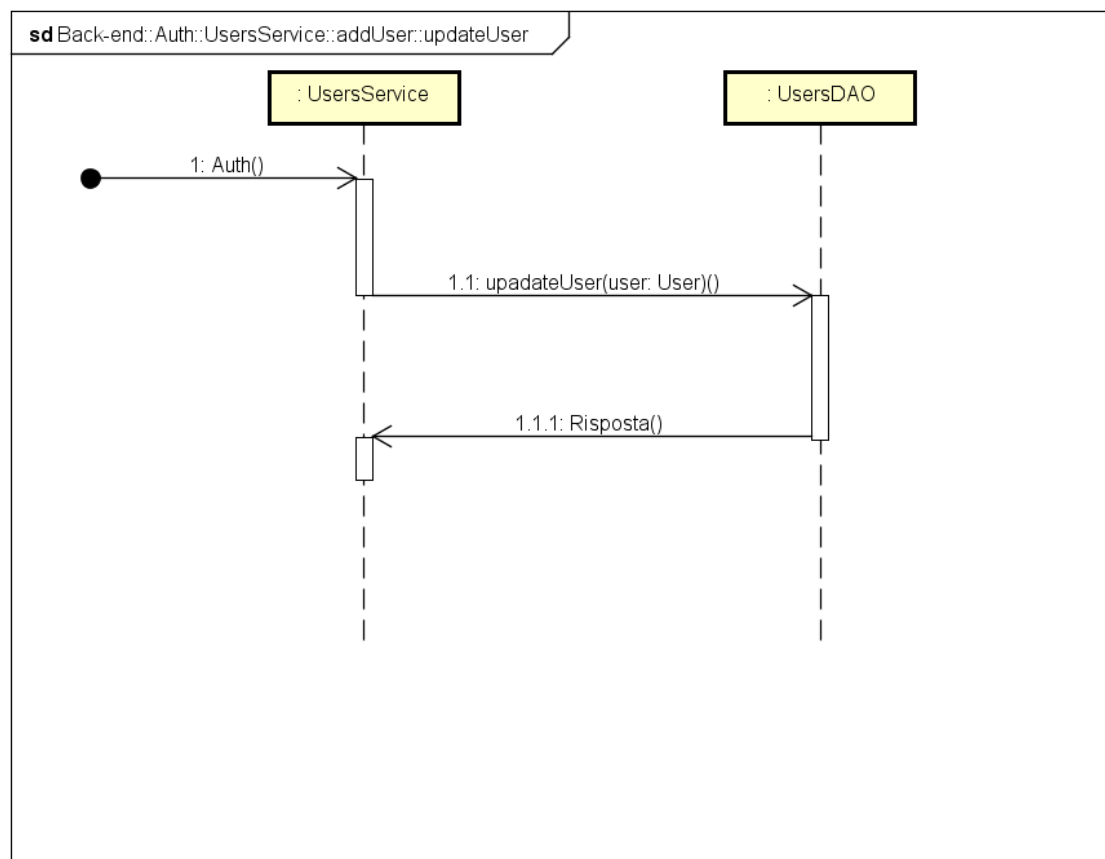 sd Back-end::Auth::UsersService::addUser::updateUser
: UsersService
: UsersDAO
1: Auth()
1.1: upadateUser(user: User)()
1.1.1: Risposta()